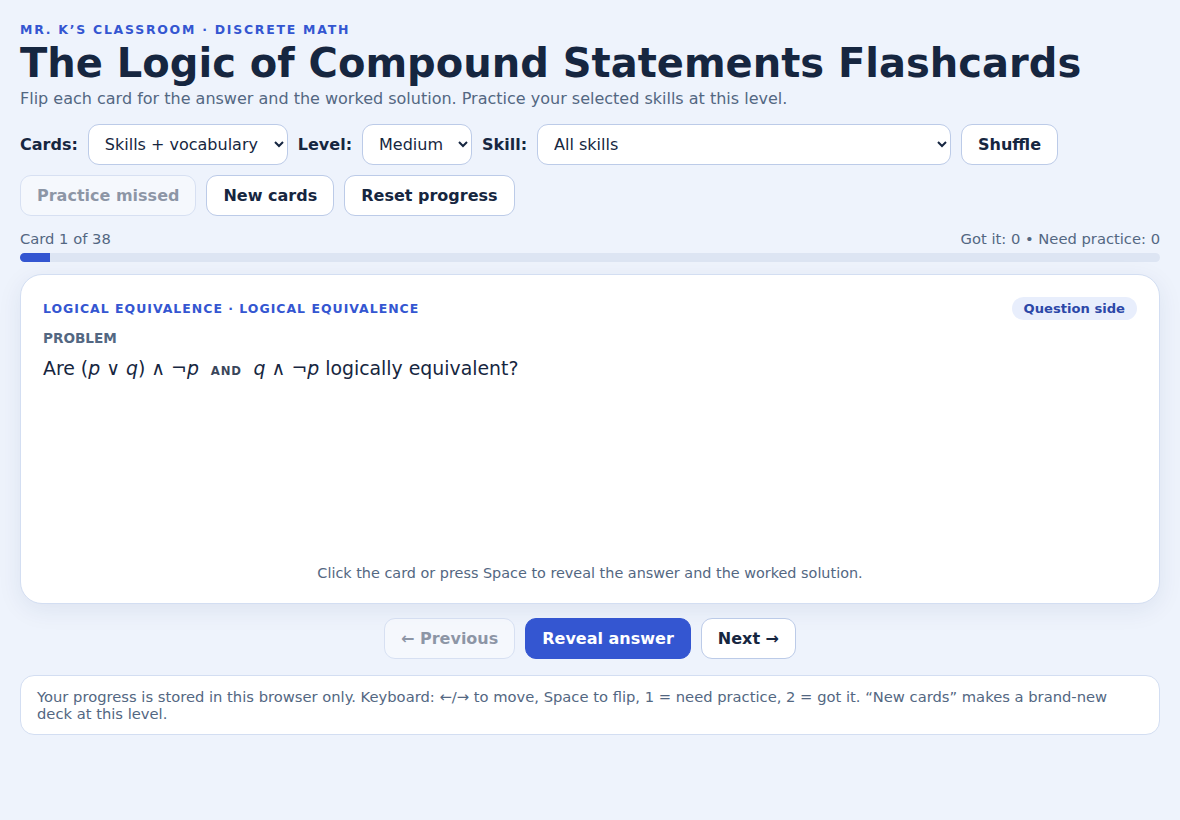 MR. K’S CLASSROOM · DISCRETE MATH
The Logic of Compound Statements Flashcards
Flip each card for the answer and the worked solution. Practice your selected skills at this level.
Cards: Skills + vocabulary Level: Medium Skill: All skills Shuffle
Practice missed New cards Reset progress
Card 1 of 38 Got it: 0 • Need practice: 0
LOGICAL EQUIVALENCE · LOGICAL EQUIVALENCE Question side
PROBLEM
Are (p ∨ q) ∧ ¬p AND q ∧ ¬p logically equivalent?
Click the card or press Space to reveal the answer and the worked solution.
← Previous Reveal answer Next →
Your progress is stored in this browser only. Keyboard: ←/→ to move, Space to flip, 1 = need practice, 2 = got it. “New cards” makes a brand-new
deck at this level.